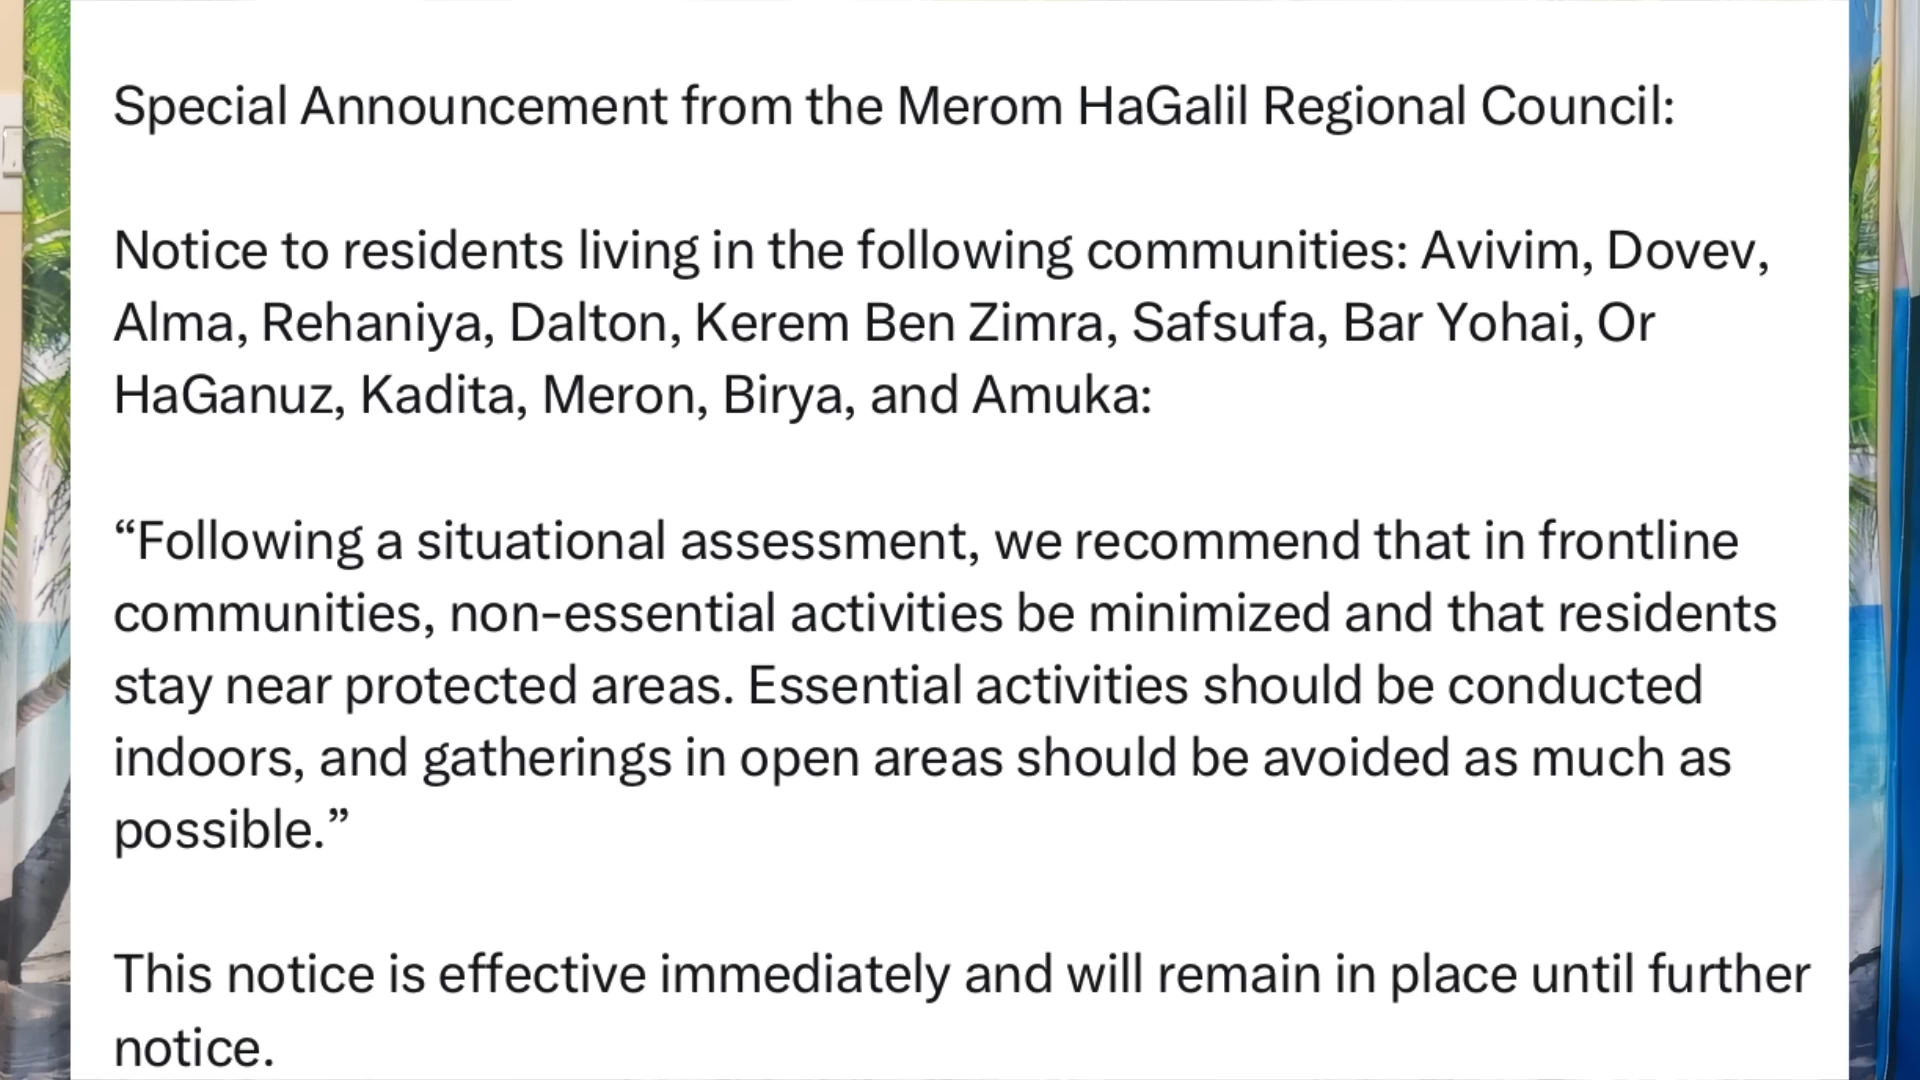 Special Announcement from the Merom HaGalil Regional Council:
Notice to residents living in the following communities: Avivim, Dovev,
Alma, Rehaniya, Dalton, Kerem Ben Zimra, Safsufa, Bar Yohai, Or
HaGanuz, Kadita, Meron, Birya, and Amuka:
“Following a situational assessment, we recommend that in frontline
communities, non-essential activities be minimized and that residents
stay near protected areas. Essential activities should be conducted
indoors, and gatherings in open areas should be avoided as much as
possible.”
This notice is effective immediately and will remain in place until further
notice.